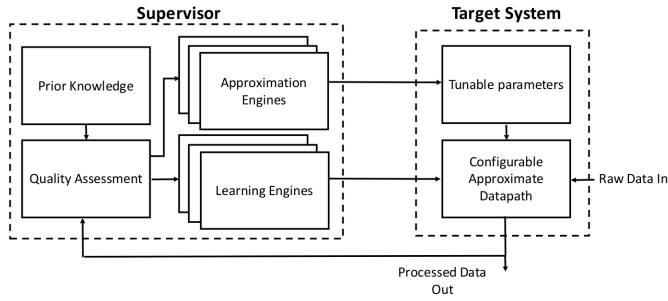 Supervisor
Target System
Prior Knowledge
Approximation
Engines
Tunable parameters
Quality Assessment
Learning Engines
Configurable
Approximate
Datapath
Raw Data In
Processed Data
Out